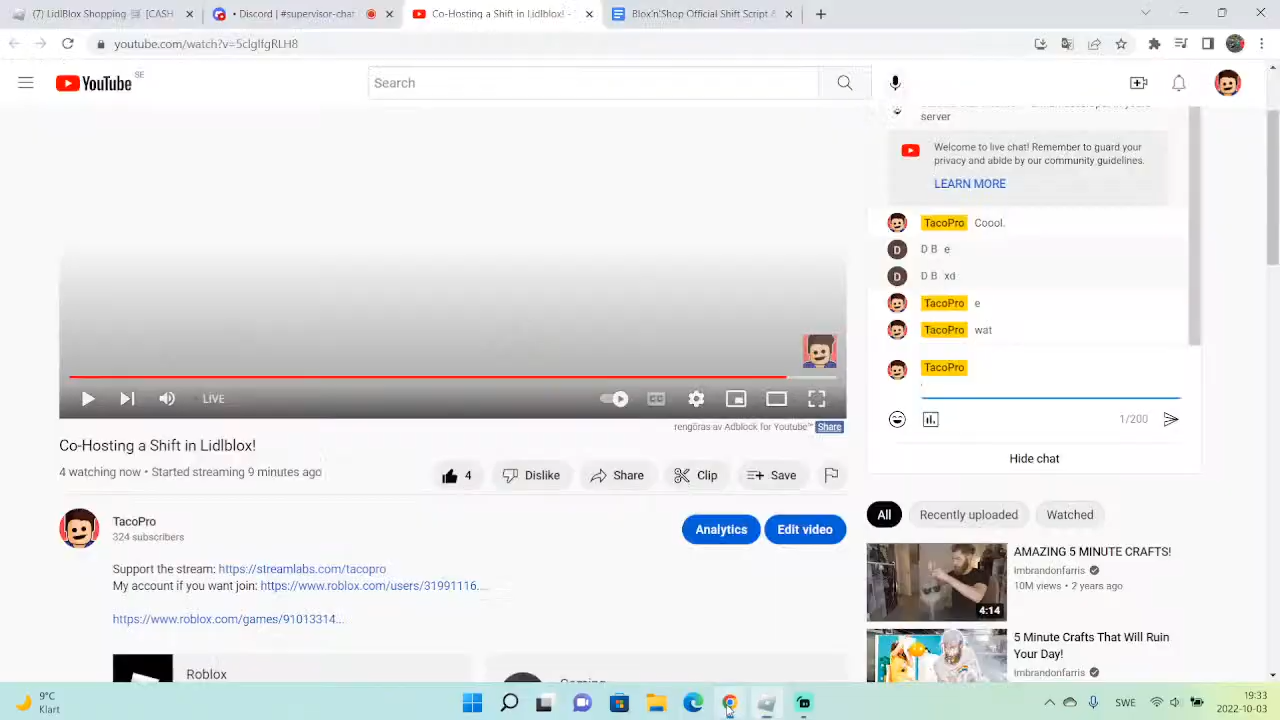 (7) LidlBlox Shopping 🛒 [CASH
• Discord | #supervisor-chat
Co-Hosting a Shift in Lidlblox! -
Blox'n'Shop Official Shift Script &
youtube.com/watch?v=5clgIfgRLH8
YouTube SE
Search
server
Welcome to live chat! Remember to guard your
privacy and abide by our community guidelines.
LEARN MORE
TacoPro Coool.
D D B e
D D B xd
TacoPro e
TacoPro wat
TacoPro
1/200
Hide chat
LIVE
CC
rengöras av Adblock for Youtube™ Share
Co-Hosting a Shift in Lidlblox!
4 watching now • Started streaming 9 minutes ago
4 Dislike Share Clip Save
TacoPro
324 subscribers
Analytics Edit video
Support the stream: https://streamlabs.com/tacopro
My account if you want join: https://www.roblox.com/users/31991116...
https://www.roblox.com/games/91013314...
Roblox
All Recently uploaded Watched
AMAZING 5 MINUTE CRAFTS!
Imbrandonfarris
10M views • 2 years ago
4:14
5 Minute Crafts That Will Ruin
Your Day!
Imbrandonfarris
9°C
Klart
SWE
19:33
2022-10-03